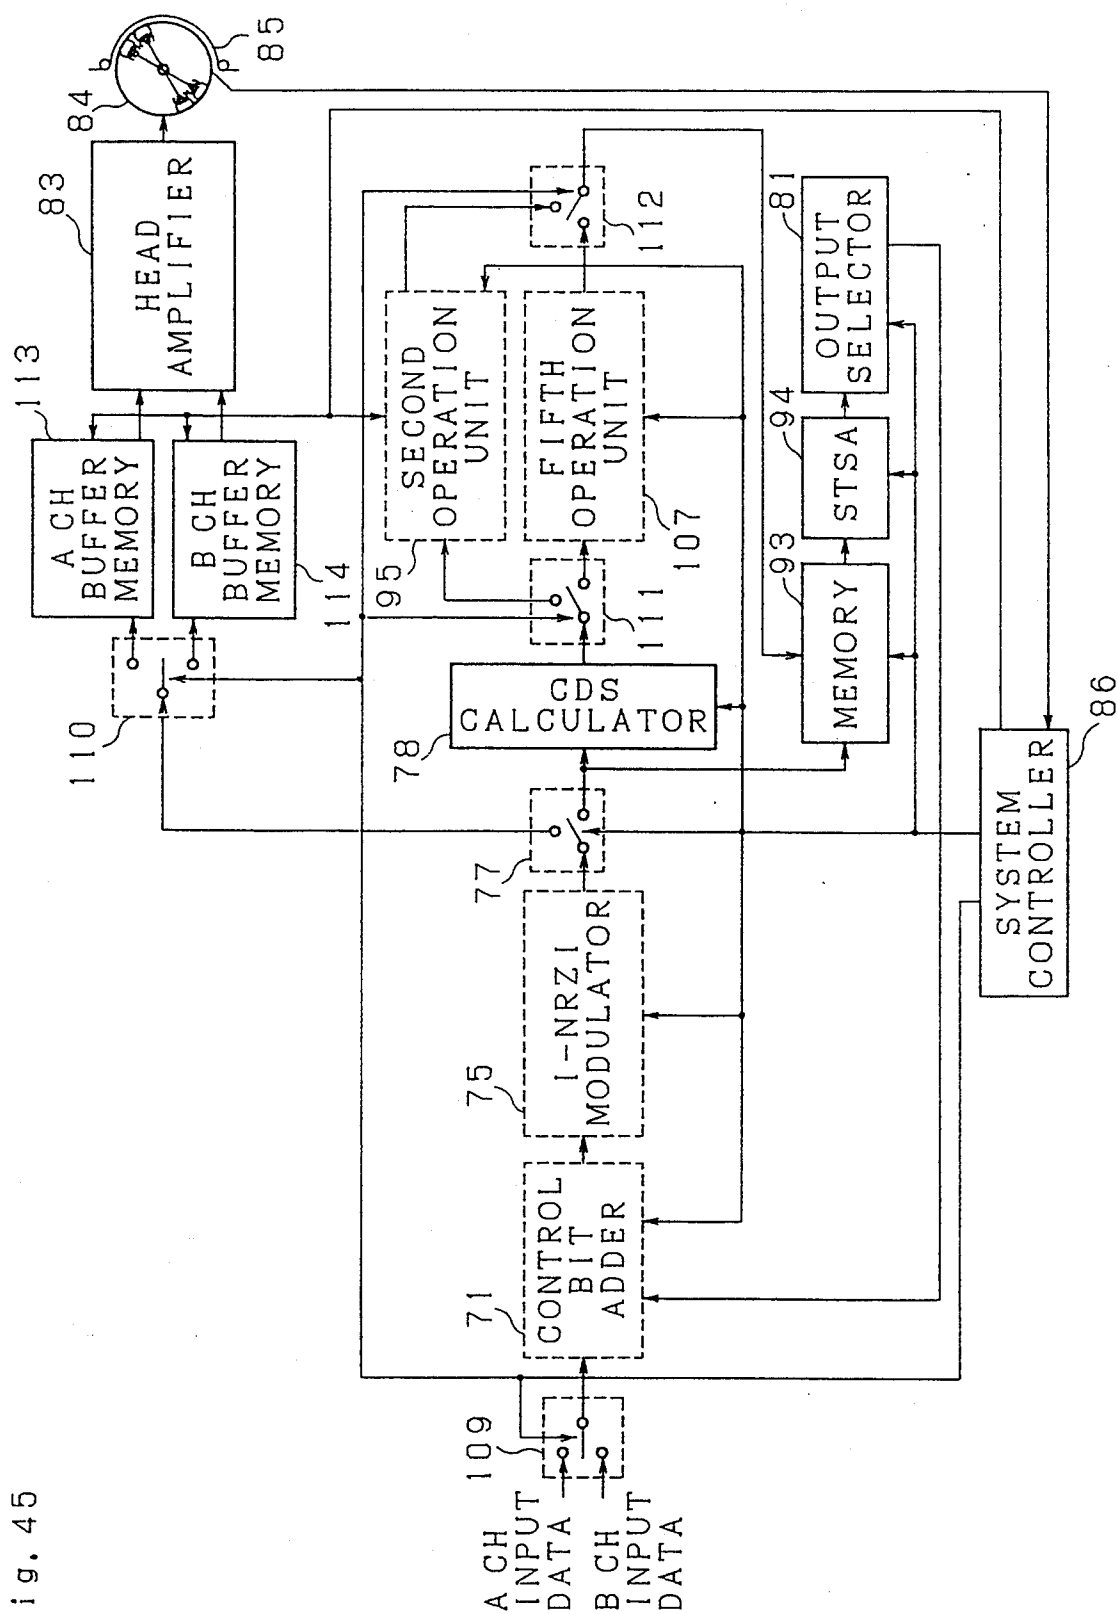 ig. 45
A CH
INPUT
DATA
B CH
INPUT
DATA
109
71
CONTROL
BIT
ADDER
75
I-NRZI
MODULATOR
77
110
78
CDS
CALCULATOR
111
113
A CH
BUFFER
MEMORY
B CH
BUFFER
MEMORY
114
95
SECOND
OPERATION
UNIT
FIFTH
OPERATION
UNIT
107
112
83
HEAD
AMPLIFIER
84
85
93
MEMORY
94
STSA
81
OUTPUT
SELECTOR
SYSTEM
CONTROLLER
86